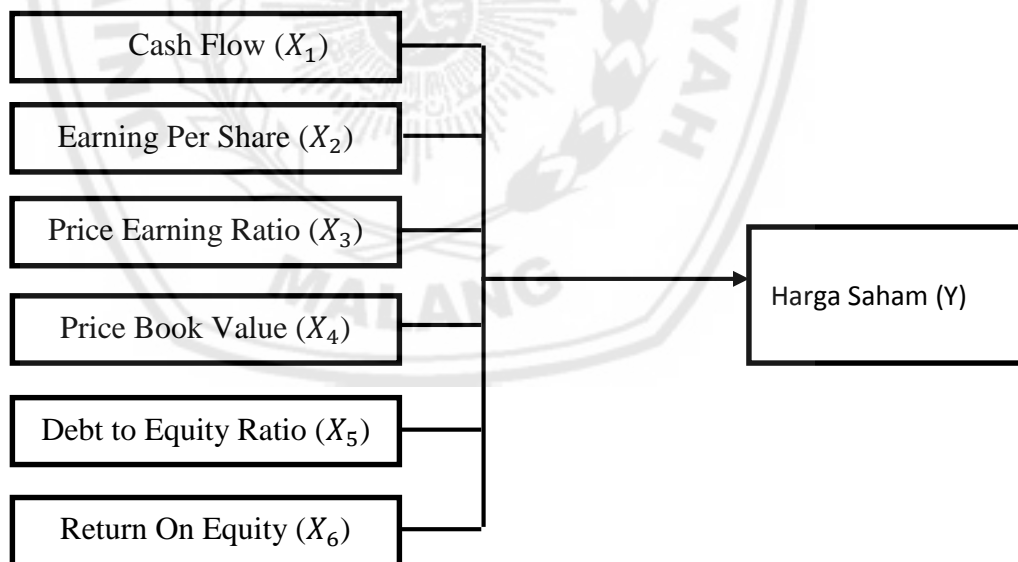 Cash Flow (X₁)
Earning Per Share (X₂)
Price Earning Ratio (X₃)
Price Book Value (X₄)
Debt to Equity Ratio (X₅)
Return On Equity (X₆)
Harga Saham (Y)
YAH
MALANG